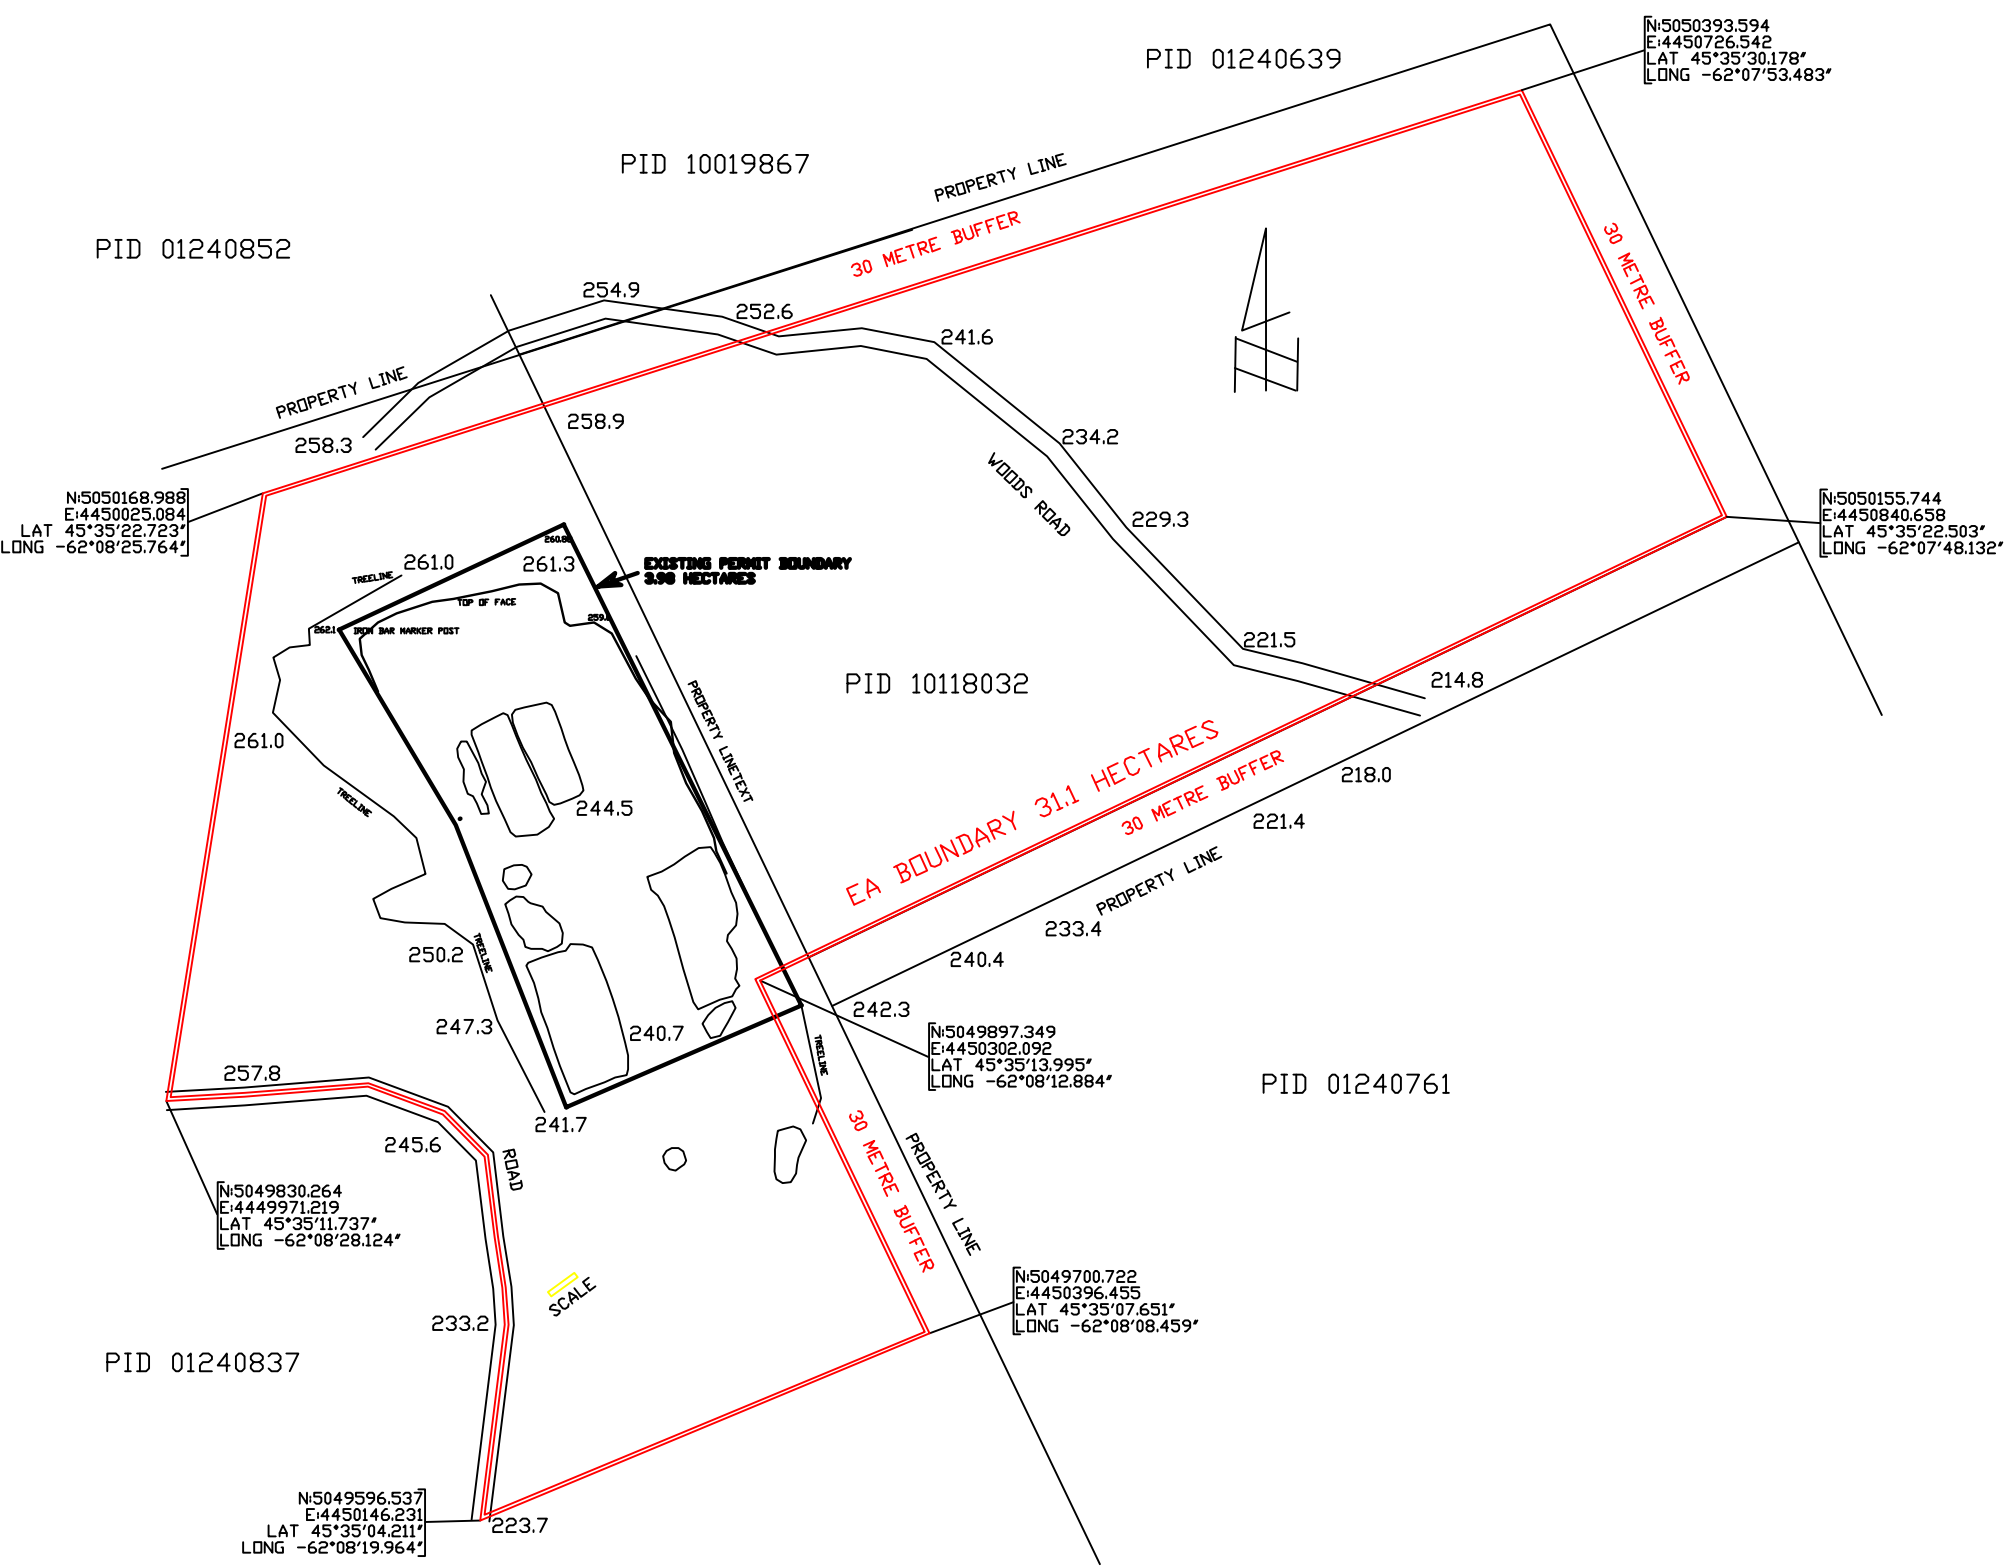 N:5050393.594
E:4450726.542
LAT 45°35'30.178"
LONG -62°07'53.483"
PID 01240639
PID 10019867
PROPERTY LINE
30 METRE BUFFER
PID 01240852
30 METRE BUFFER
254.9
252.6
241.6
PROPERTY LINE
258.3
258.9
234.2
WOODS ROAD
229.3
N:5050168.988
E:4450025.084
LAT 45°35'22.723"
LONG -62°08'25.764"
N:5050155.744
E:4450840.658
LAT 45°35'22.503"
LONG -62°07'48.132"
TREELINE
261.0
261.3
EXISTING PERMIT BOUNDARY
3.98 HECTARES
TOP OF FACE
262.1
IRON BAR MARKER POST
221.5
214.8
PID 10118032
PROPERTY LINETEXT
261.0
TREELINE
244.5
EA BOUNDARY 31.1 HECTARES
30 METRE BUFFER
218.0
221.4
PROPERTY LINE
233.4
240.4
250.2
TREELINE
242.3
247.3
240.7
TREELINE
N:5049897.349
E:4450302.092
LAT 45°35'13.995"
LONG -62°08'12.884"
PID 01240761
257.8
241.7
245.6
ROAD
30 METRE BUFFER
PROPERTY LINE
N:5049830.264
E:4449971.219
LAT 45°35'11.737"
LONG -62°08'28.124"
SCALE
N:5049700.722
E:4450396.455
LAT 45°35'07.651"
LONG -62°08'08.459"
233.2
PID 01240837
N:5049596.537
E:4450146.231
LAT 45°35'04.211"
LONG -62°08'19.964"
223.7